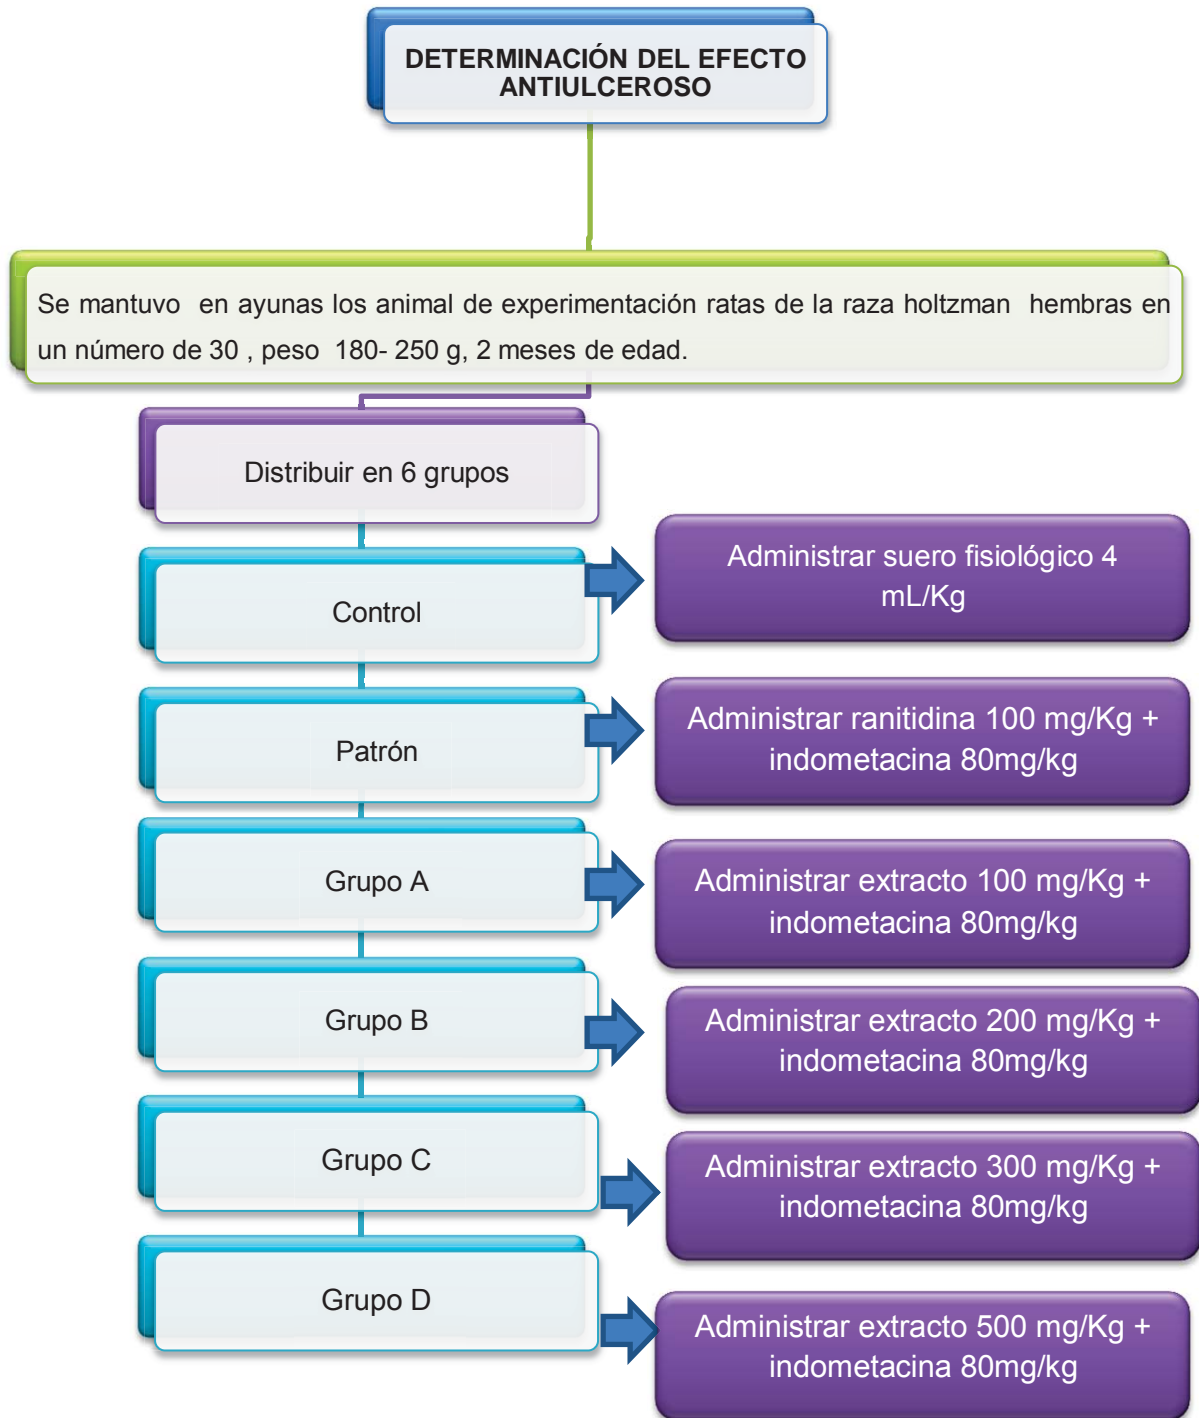 DETERMINACIÓN DEL EFECTO
ANTIULCEROSO
Se mantuvo en ayunas los animal de experimentación ratas de la raza holtzman hembras en
un número de 30 , peso 180- 250 g, 2 meses de edad.
Distribuir en 6 grupos
Control
Administrar suero fisiológico 4
mL/Kg
Patrón
Administrar ranitidina 100 mg/Kg +
indometacina 80mg/kg
Grupo A
Administrar extracto 100 mg/Kg +
indometacina 80mg/kg
Grupo B
Administrar extracto 200 mg/Kg +
indometacina 80mg/kg
Grupo C
Administrar extracto 300 mg/Kg +
indometacina 80mg/kg
Grupo D
Administrar extracto 500 mg/Kg +
indometacina 80mg/kg